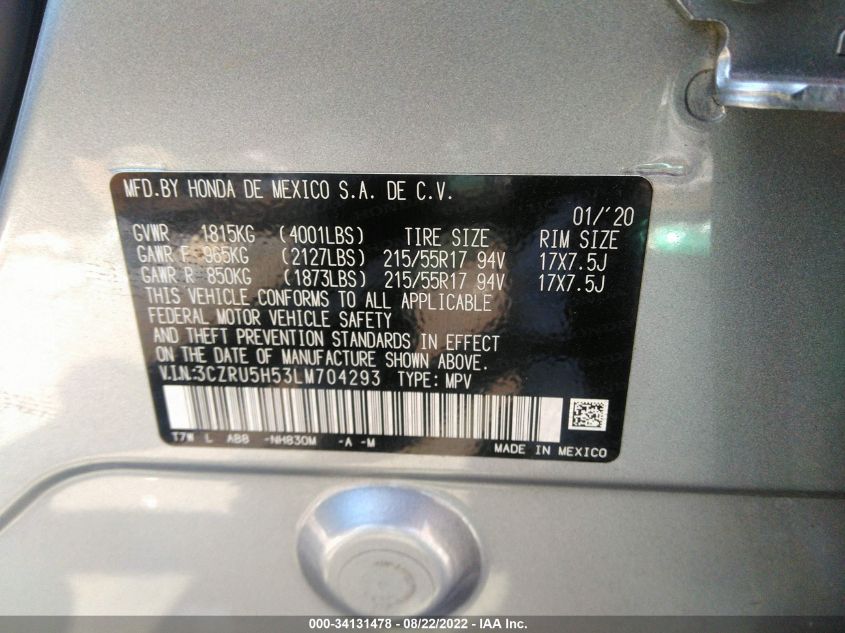 MFD.BY HONDA DE MEXICO S.A. DE C.V.
01/'20
GVWR 1815KG (4001LBS) TIRE SIZE RIM SIZE
GAWR F 965KG (2127LBS) 215/55R17 94V 17X7.5J
GAWR R 850KG (1873LBS) 215/55R17 94V 17X7.5J
THIS VEHICLE CONFORMS TO ALL APPLICABLE
FEDERAL MOTOR VEHICLE SAFETY
AND THEFT PREVENTION STANDARDS IN EFFECT
ON THE DATE OF MANUFACTURE SHOWN ABOVE.
V.I.N:3CZRU5H53LM704293 TYPE: MPV
T7W L AB8 -NH830M -A -M
MADE IN MEXICO
000-34131478 - 08/22/2022 - IAA Inc.